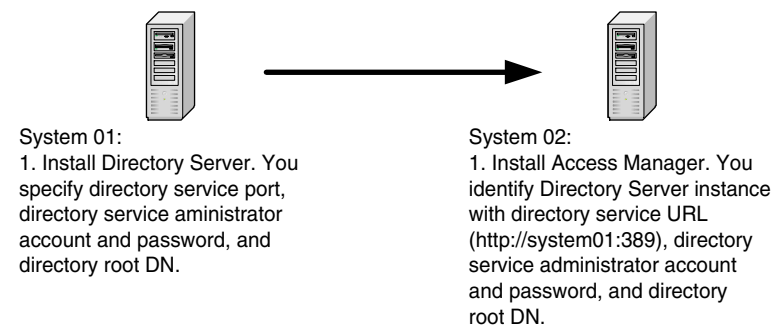 System 01:
1. Install Directory Server. You
specify directory service port,
directory service aministrator
account and password, and
directory root DN.
System 02:
1. Install Access Manager. You
identify Directory Server instance
with directory service URL
(http://system01:389), directory
service administrator account
and password, and directory
root DN.